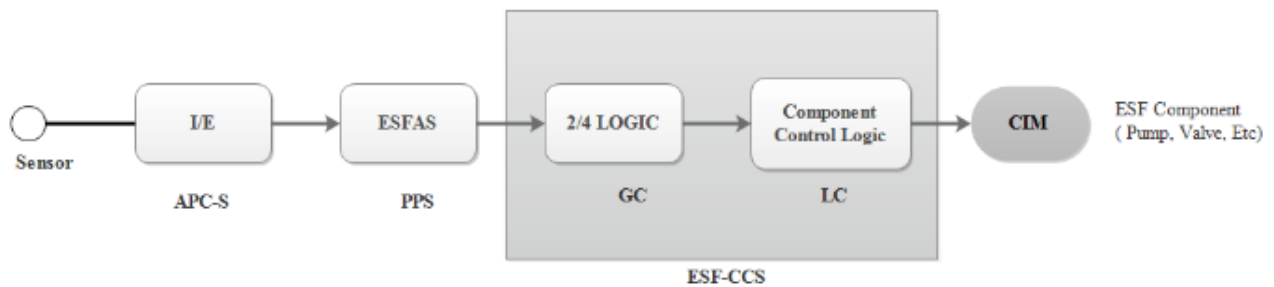 Sensor
I/E
APC-S
ESFAS
PPS
2/4 LOGIC
GC
Component
Control Logic
LC
ESF-CCS
CIM
ESF Component
( Pump, Valve, Etc)